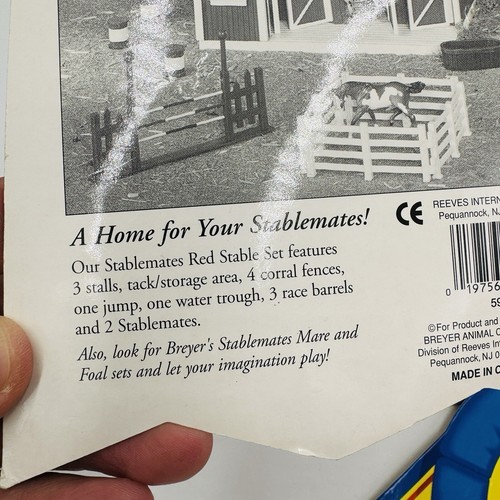 A Home for Your Stablemates!
Our Stablemates Red Stable Set features
3 stalls, tack/storage area, 4 corral fences,
one jump, one water trough, 3 race barrels
and 2 Stablemates.
Also, look for Breyer's Stablemates Mare and
Foal sets and let your imagination play!
CE
REEVES INTERN
Pequannock, NJ
0 19756
59
©For Product and
BREYER ANIMAL C
Division of Reeves In
Pequannock, NJ 0
MADE IN C